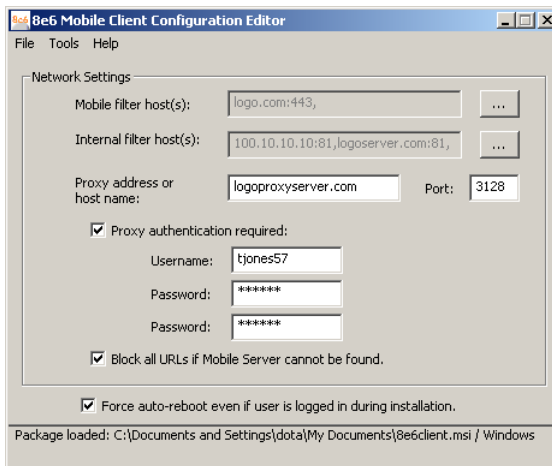 8e6 8e6 Mobile Client Configuration Editor
File Tools Help
Network Settings
Mobile filter host(s): logo.com:443, ...
Internal filter host(s): 100.10.10.10:81,logoserver.com:81, ...
Proxy address or
host name: logoproxyserver.com Port: 3128
Proxy authentication required:
Username: tjones57
Password: ******
Password: ******
Block all URLs if Mobile Server cannot be found.
Force auto-reboot even if user is logged in during installation.
Package loaded: C:\Documents and Settings\dota\My Documents\8e6client.msi / Windows